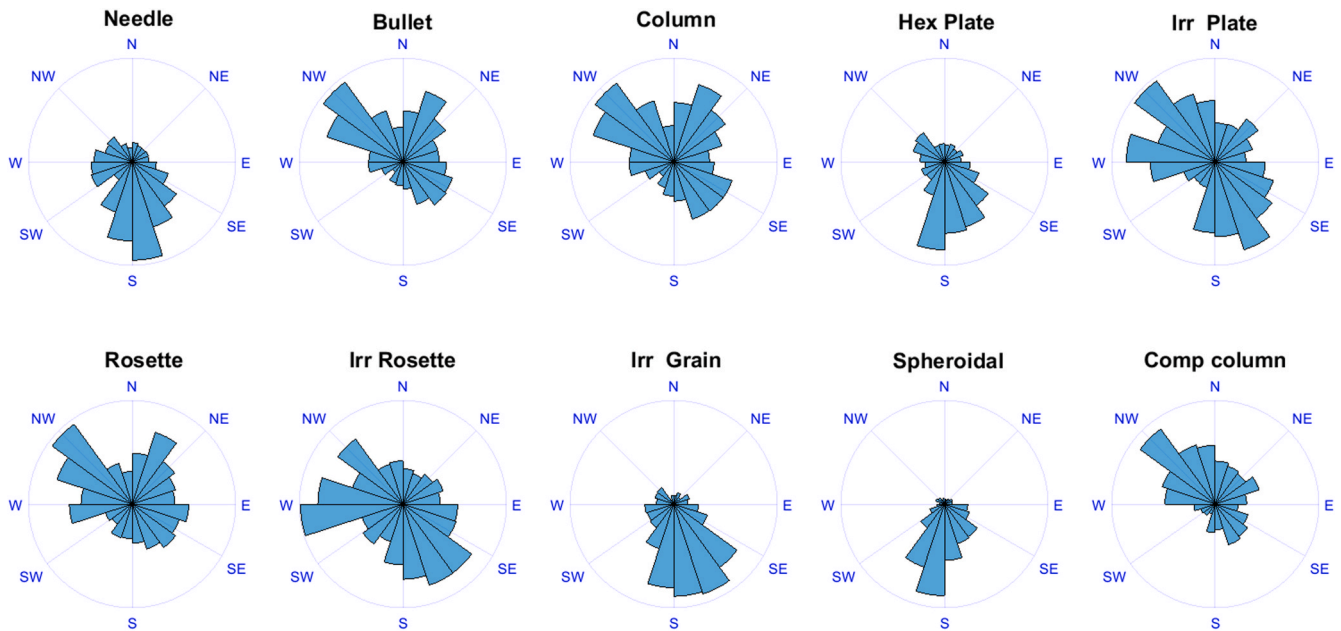 Needle Bullet Column Hex Plate Irr Plate
N N N N N
NW NE NW NE NW NE NW NE NW NE
W E W E W E W E W E
SW SE SW SE SW SE SW SE SW SE
S S S S S
Rosette Irr Rosette Irr Grain Spheroidal Comp column
N N N N N
NW NE NW NE NW NE NW NE NW NE
W E W E W E W E W E
SW SE SW SE SW SE SW SE SW SE
S S S S S